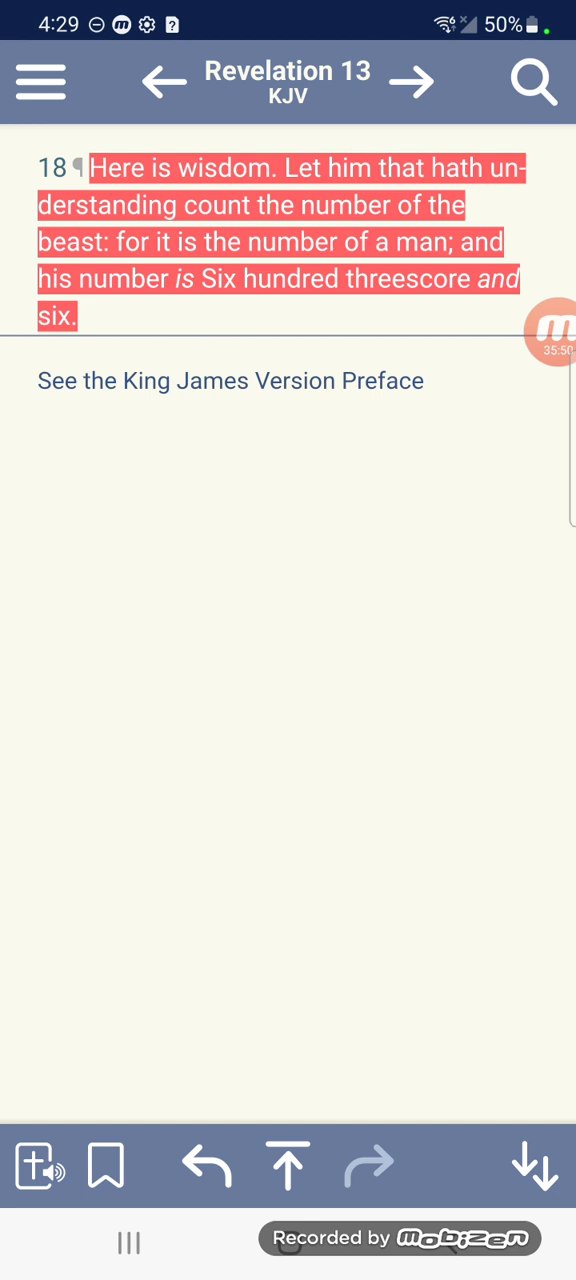 4:29
50%
Revelation 13
KJV
18 ¶ Here is wisdom. Let him that hath un-
derstanding count the number of the
beast: for it is the number of a man; and
his number is Six hundred threescore and
six.
35:50
See the King James Version Preface
Recorded by mobizen